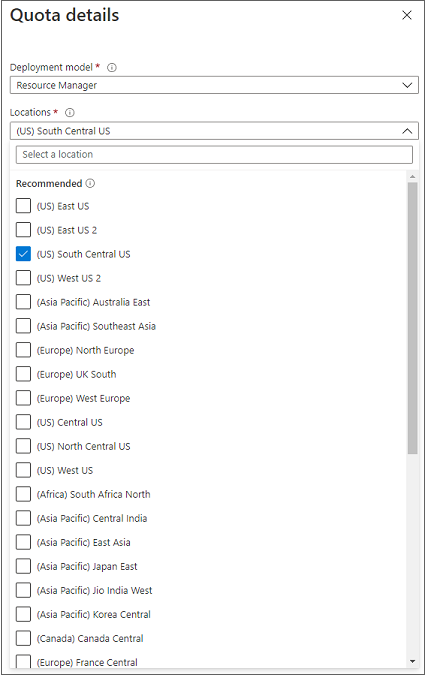 Quota details
Deployment model *
Resource Manager
Locations *
(US) South Central US
Select a location
Recommended
(US) East US
(US) East US 2
(US) South Central US
(US) West US 2
(Asia Pacific) Australia East
(Asia Pacific) Southeast Asia
(Europe) North Europe
(Europe) UK South
(Europe) West Europe
(US) Central US
(US) North Central US
(US) West US
(Africa) South Africa North
(Asia Pacific) Central India
(Asia Pacific) East Asia
(Asia Pacific) Japan East
(Asia Pacific) Jio India West
(Asia Pacific) Korea Central
(Canada) Canada Central
(Europe) France Central